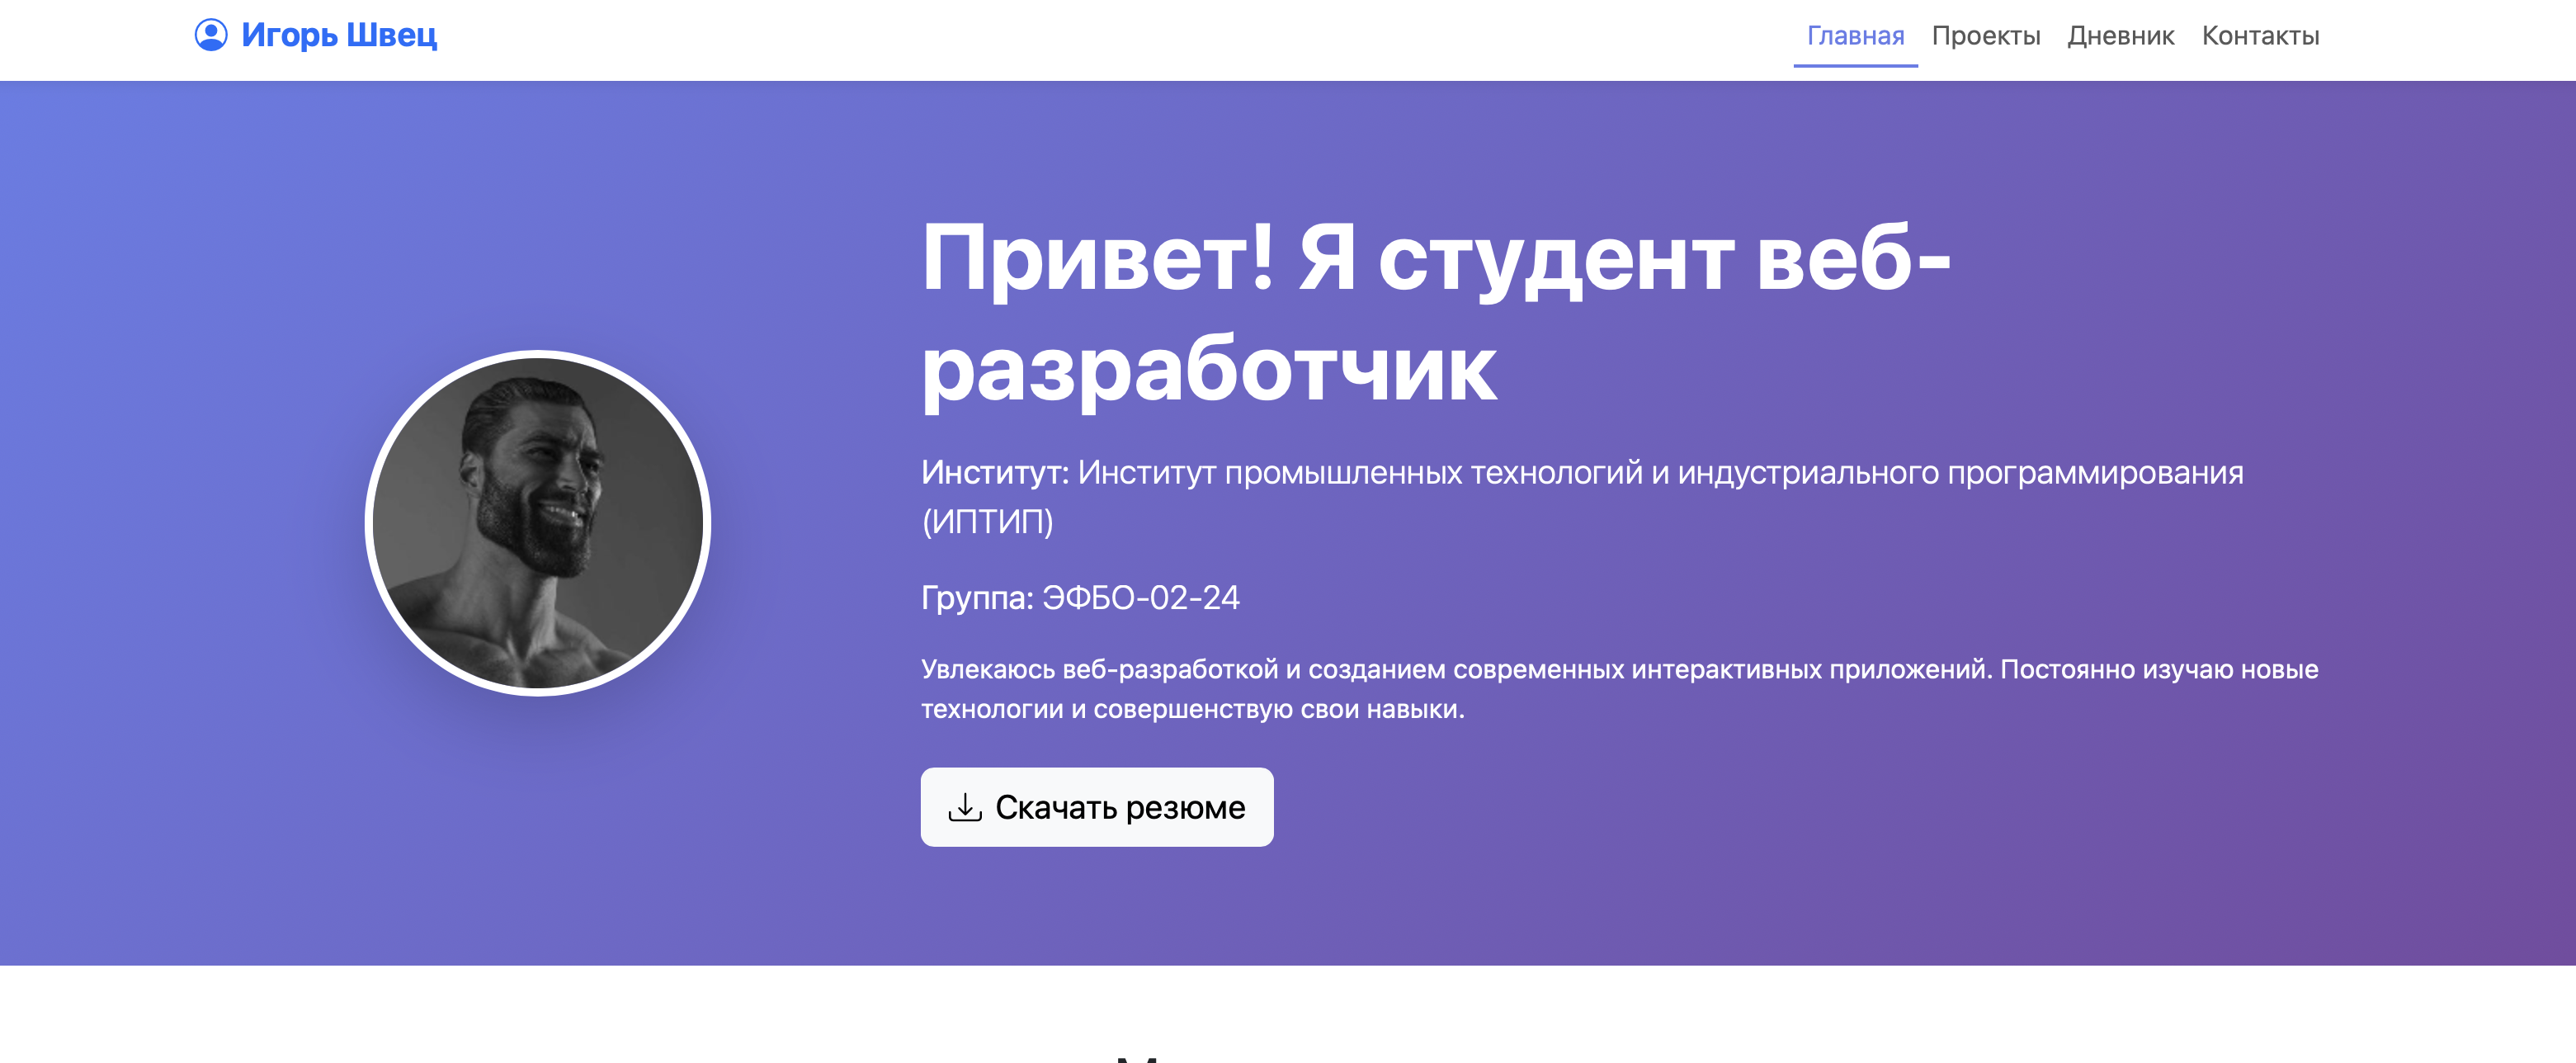 Игорь Швец
Главная
Проекты
Дневник
Контакты
Привет! Я студент веб-
разработчик
Институт: Институт промышленных технологий и индустриального программирования
(ИПТИП)
Группа: ЭФБО-02-24
Увлекаюсь веб-разработкой и созданием современных интерактивных приложений. Постоянно изучаю новые
технологии и совершенствую свои навыки.
Скачать резюме